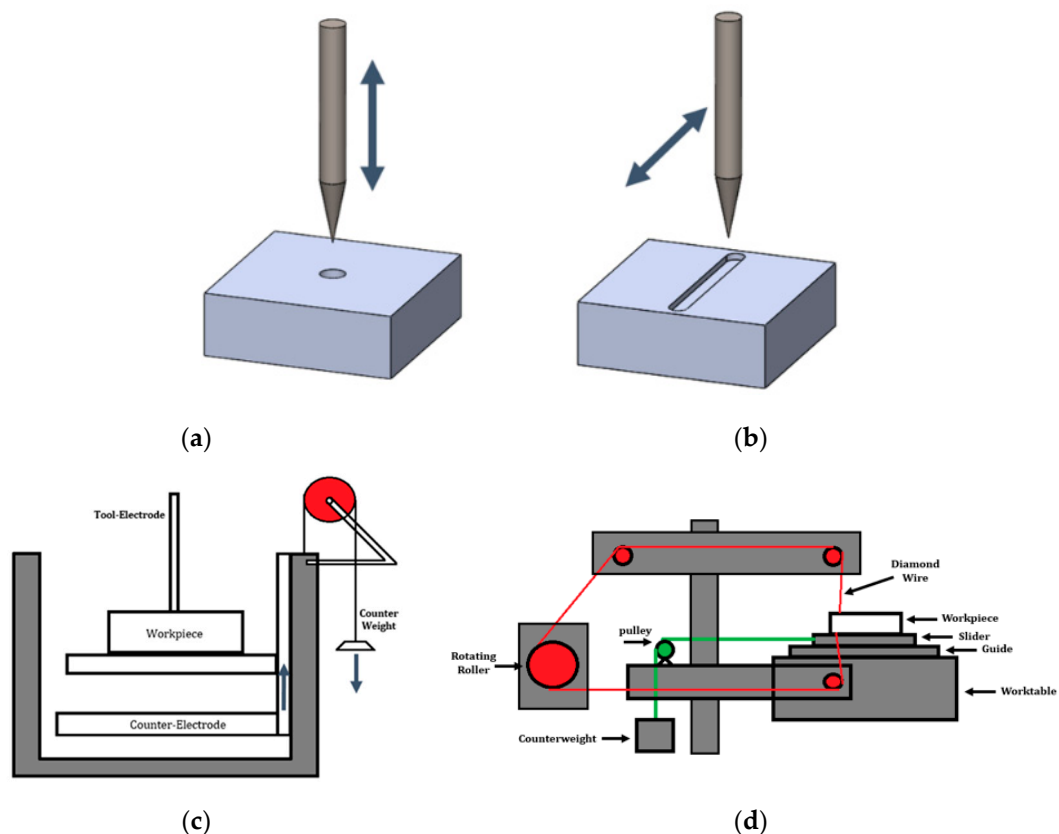 (a)
(b)
Tool-Electrode
Workpiece
Counter
Weight
Counter-Electrode
Diamond
Wire
Workpiece
pulley
Slider
Guide
Rotating
Roller
Worktable
Counterweight
(c)
(d)